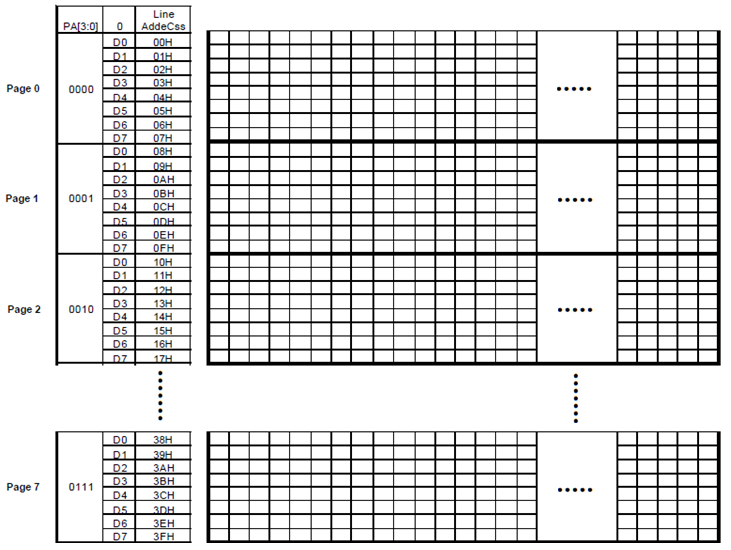 PA[3:0] 0 Line AddeCss
Page 0 0000
D0 00H
D1 01H
D2 02H
D3 03H
D4 04H
D5 05H
D6 06H
D7 07H
Page 1 0001
D0 08H
D1 09H
D2 0AH
D3 0BH
D4 0CH
D5 0DH
D6 0EH
D7 0FH
Page 2 0010
D0 10H
D1 11H
D2 12H
D3 13H
D4 14H
D5 15H
D6 16H
D7 17H
Page 7 0111
D0 38H
D1 39H
D2 3AH
D3 3BH
D4 3CH
D5 3DH
D6 3EH
D7 3FH